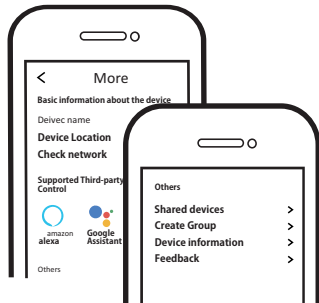 <
More
Basic information about the device
Deivec name
Device Location
Check network
Supported Third-party
Control
amazon
alexa
Google
Assistant
Others
Others
Shared devices >
Create Group >
Device information >
Feedback >